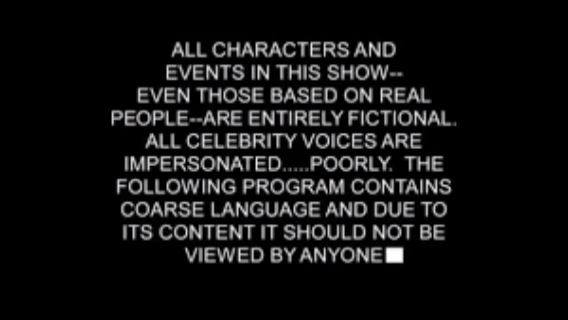 ALL CHARACTERS AND
EVENTS IN THIS SHOW--
EVEN THOSE BASED ON REAL
PEOPLE--ARE ENTIRELY FICTIONAL.
ALL CELEBRITY VOICES ARE
IMPERSONATED.....POORLY. THE
FOLLOWING PROGRAM CONTAINS
COARSE LANGUAGE AND DUE TO
ITS CONTENT IT SHOULD NOT BE
VIEWED BY ANYONE